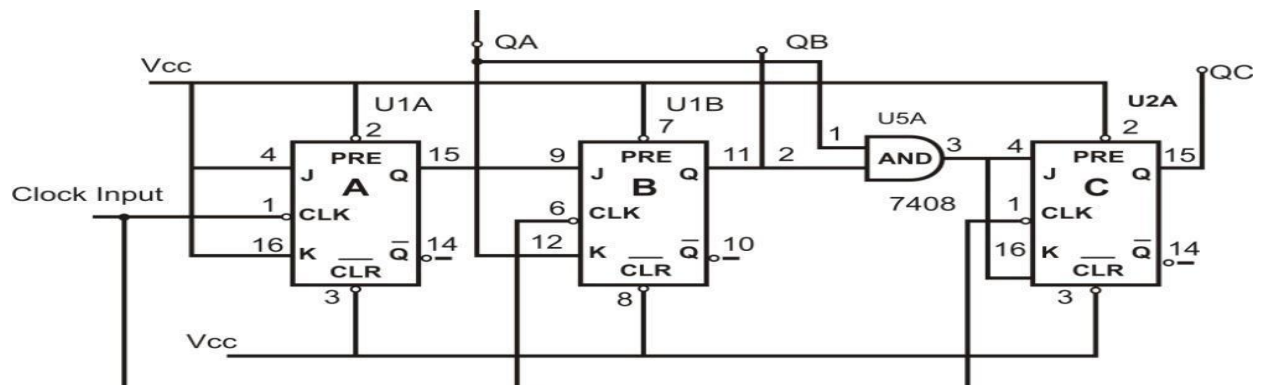 QA
QB
Vcc
QC
U1A
U1B
U2A
2
7
U5A
2
1
4
PRE
15
9
PRE
11
2
AND
3
4
PRE
15
J
A
Q
J
B
Q
J
C
Q
Clock Input
1
CLK
6
CLK
7408
1
CLK
16
K
Q
14
12
K
Q
10
16
K
Q
14
CLR
CLR
CLR
3
8
3
Vcc